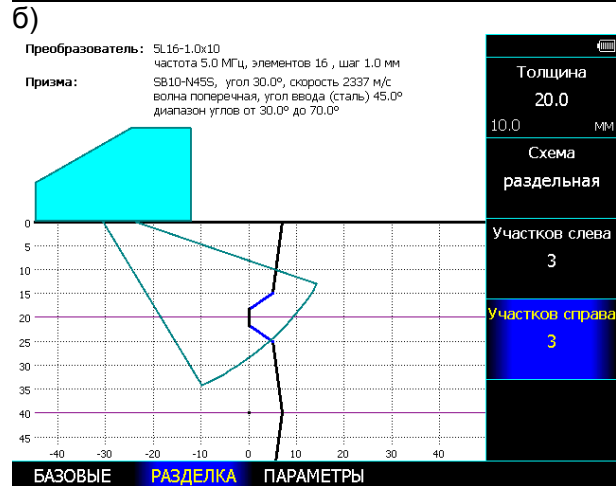 б)
Преобразователь: 5L16-1.0x10
частота 5.0 МГц, элементов 16 , шаг 1.0 мм
Призма: SB10-N45S, угол 30.0°, скорость 2337 м/с
волна поперечная, угол ввода (сталь) 45.0°
диапазон углов от 30.0° до 70.0°
Толщина
20.0
10.0 мм
Схема
раздельная
Участков слева
3
Участков справа
3
0
5
10
15
20
25
30
35
40
45
-40 -30 -20 -10 0 10 20 30 40
БАЗОВЫЕ РАЗДЕЛКА ПАРАМЕТРЫ